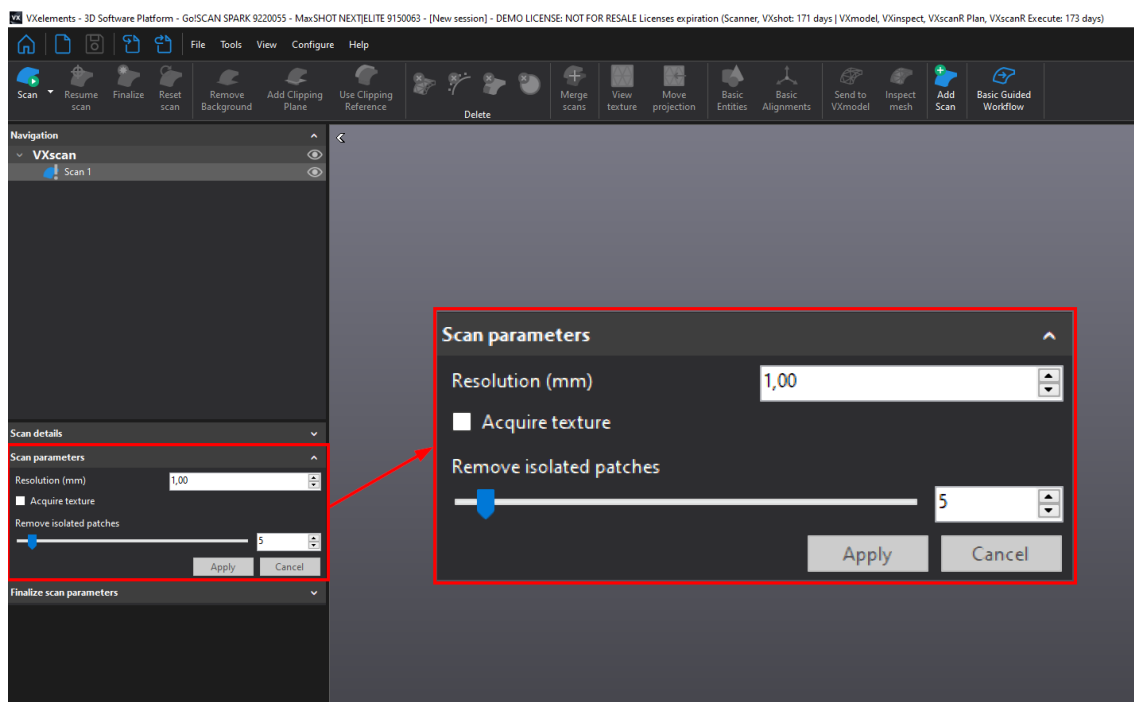 VXelements - 3D Software Platform - Go!SCAN SPARK 9220055 - MaxSHOT NEXT|ELITE 9150063 - [New session] - DEMO LICENSE: NOT FOR RESALE Licenses expiration (Scanner, VXshot: 171 days | VXmodel, VXinspect, VXscanR Plan, VXscanR Execute: 173 days)
File Tools View Configure Help
Scan
Resume scan
Finalize
Reset scan
Remove Background
Add Clipping Plane
Use Clipping Reference
Delete
Merge scans
View texture
Move projection
Basic Entities
Basic Alignments
Send to VXmodel
Inspect mesh
Add Scan
Basic Guided Workflow
Navigation
VXscan
Scan 1
Scan details
Scan parameters
Resolution (mm) 1,00
Acquire texture
Remove isolated patches
5
Apply Cancel
Finalize scan parameters
Scan parameters
Resolution (mm) 1,00
Acquire texture
Remove isolated patches
5
Apply Cancel